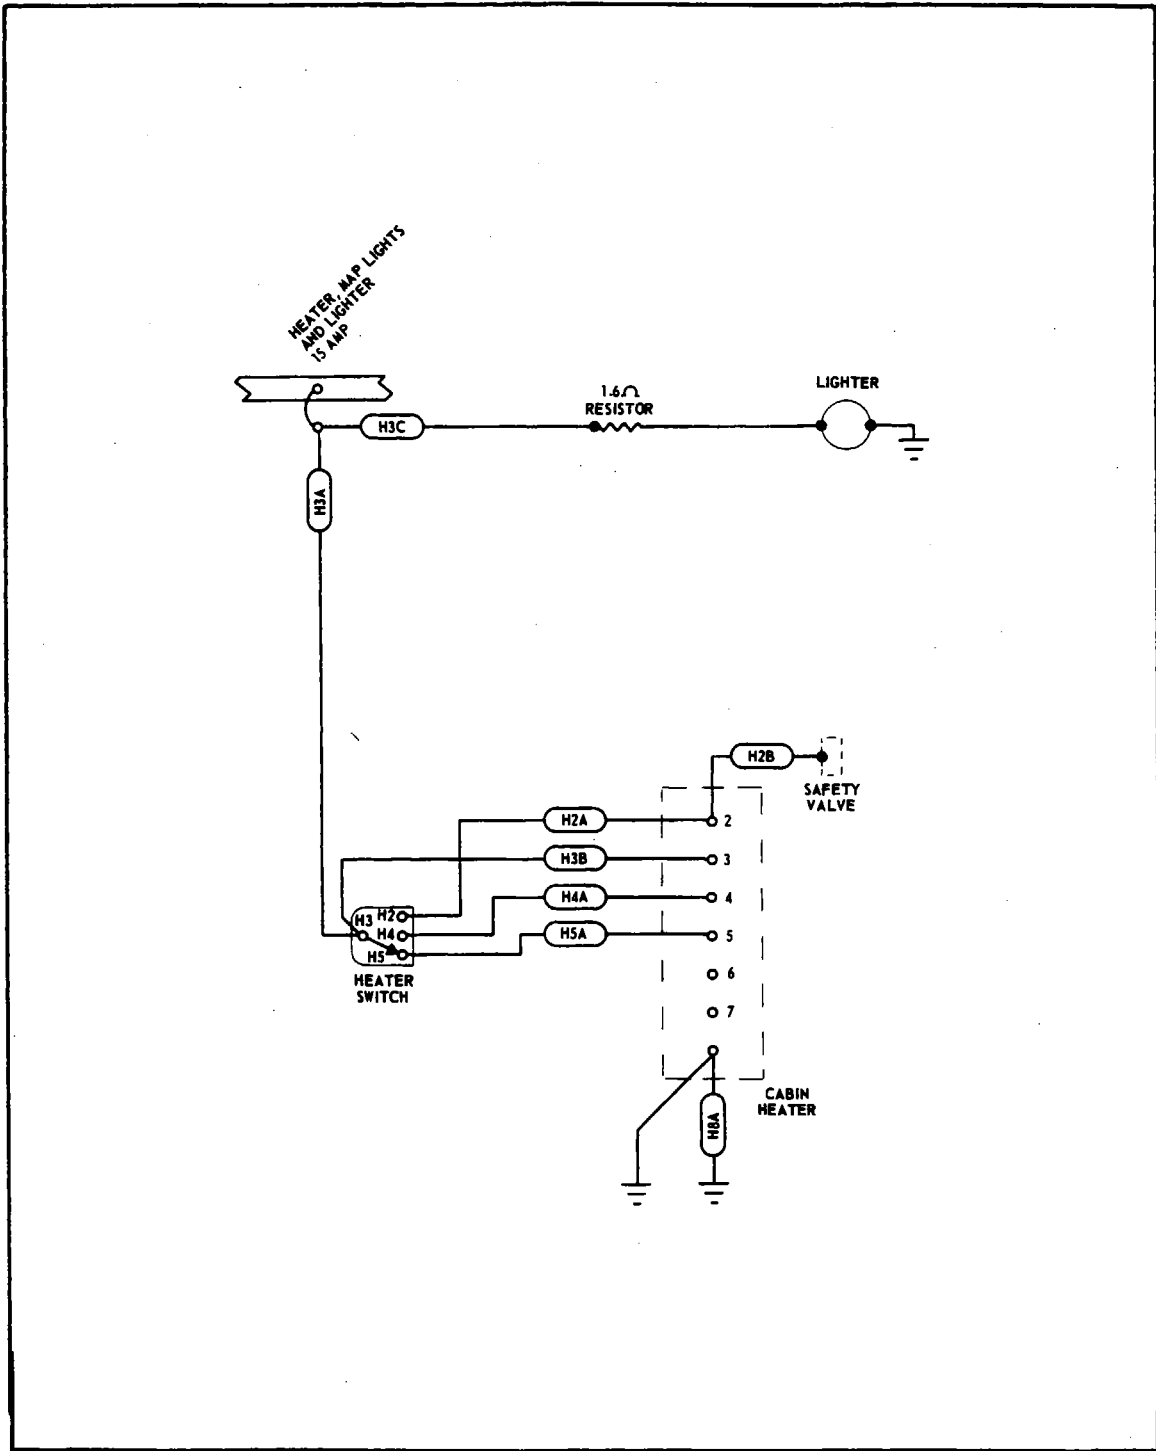 HEATER, MAP LIGHTS
AND LIGHTER
15 AMP
1.6Ω
RESISTOR
LIGHTER
H3C
H3A
H2B
SAFETY
VALVE
H2A
2
H3B
3
H4A
4
H3
H2
H4
H5
H5A
5
HEATER
SWITCH
6
7
CABIN
HEATER
H8A